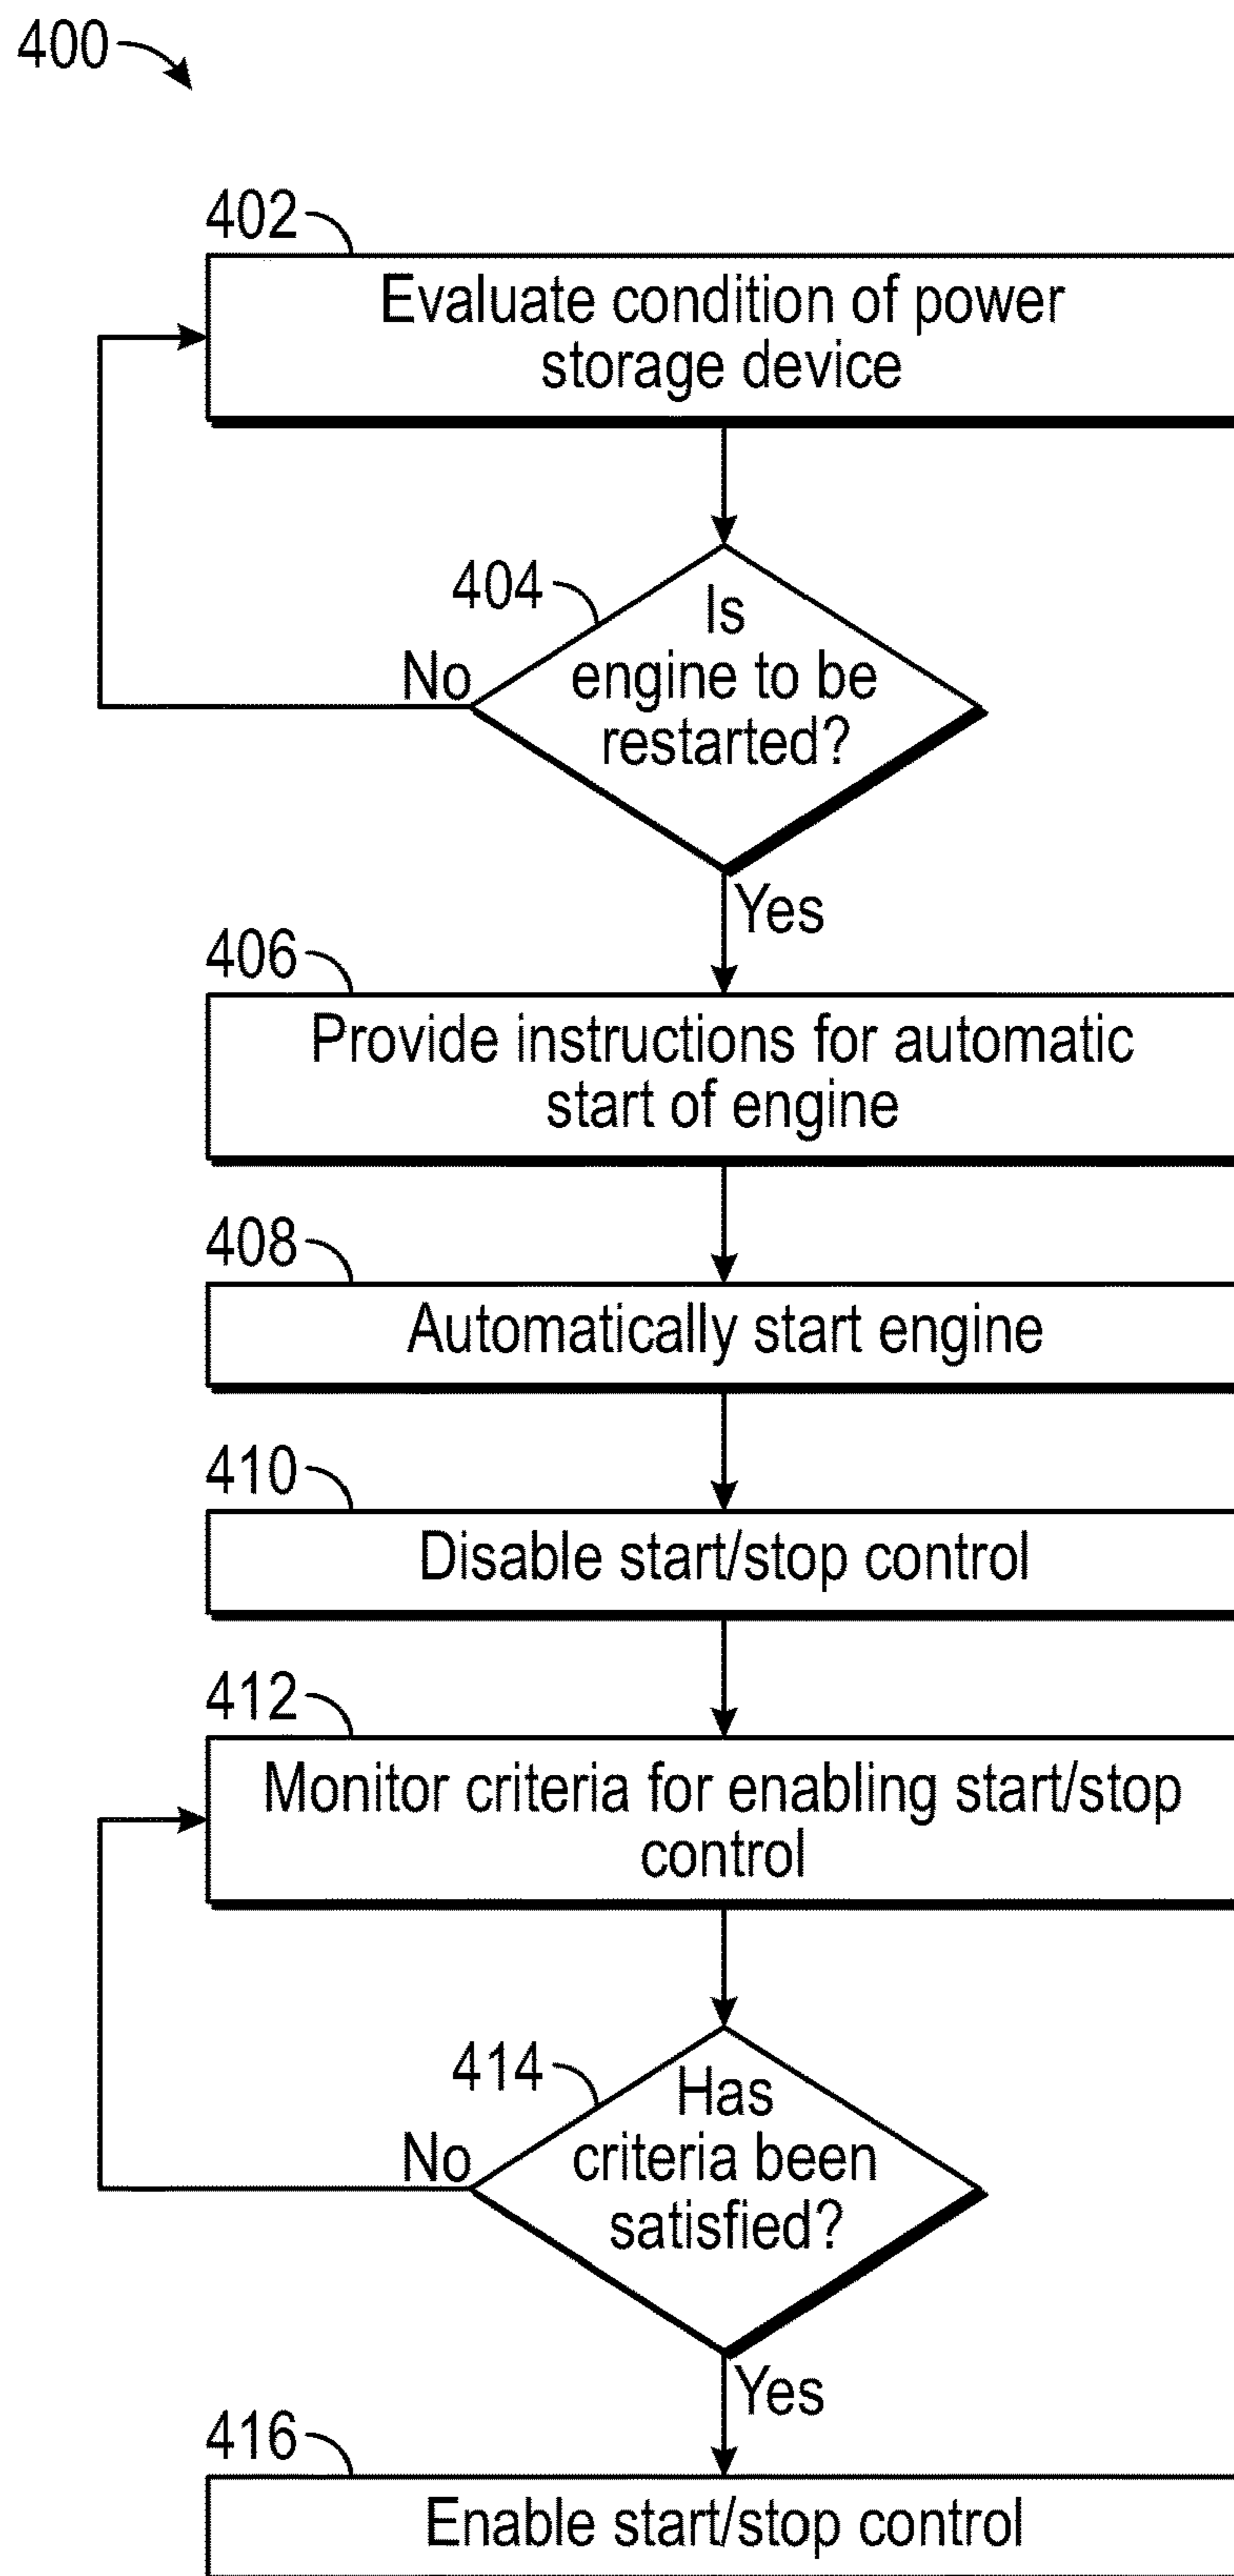 400
402
Evaluate condition of power
storage device
404
Is
engine to be
restarted?
No
Yes
406
Provide instructions for automatic
start of engine
408
Automatically start engine
410
Disable start/stop control
412
Monitor criteria for enabling start/stop
control
414
Has
criteria been
satisfied?
No
Yes
416
Enable start/stop control